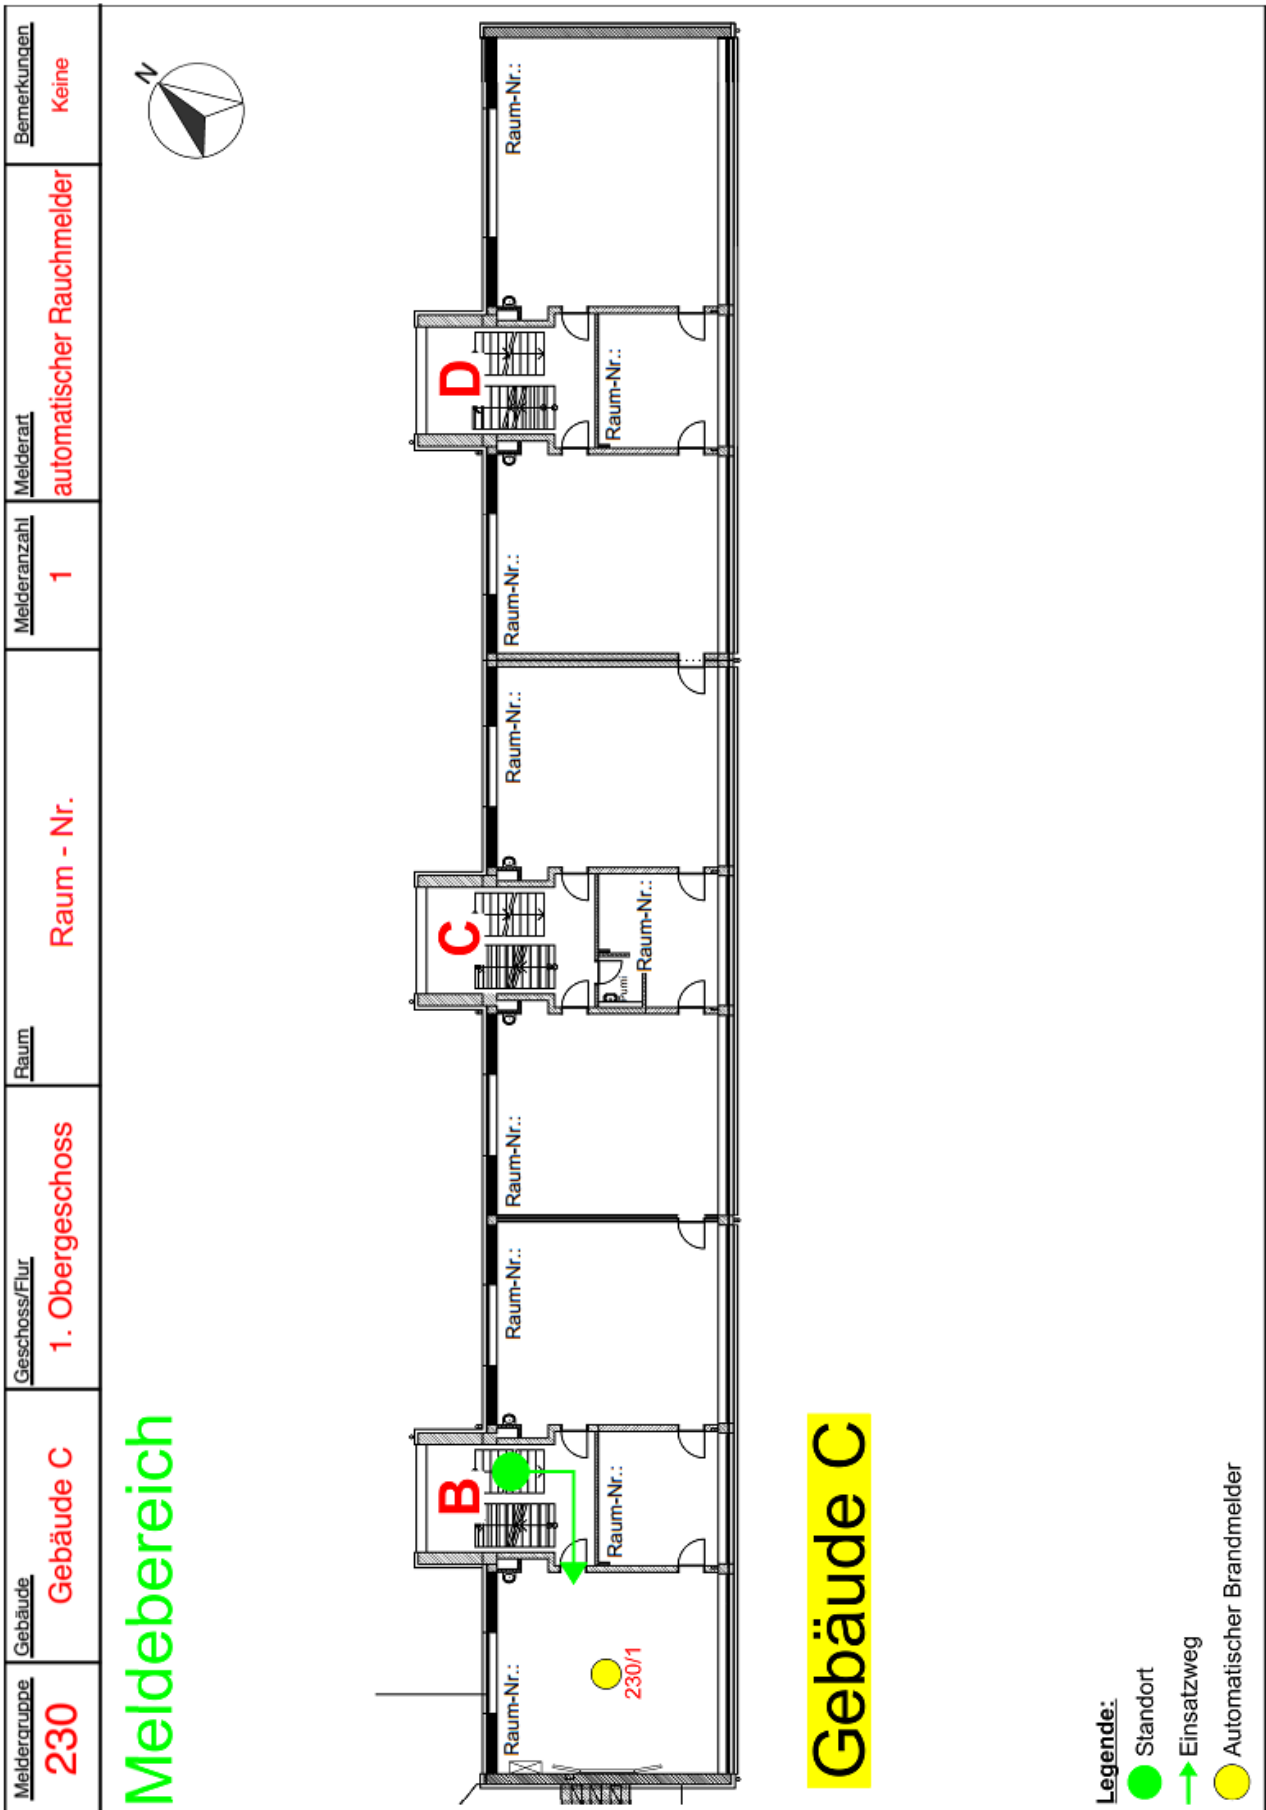 Meldergruppe
230
Gebäude
Gebäude C
Geschoss/Flur
1. Obergeschoss
Raum
Raum - Nr.
Melderanzahl
1
Melderart
automatischer Rauchmelder
Bemerkungen
Keine
Meldebereich
N
B
C
D
Raum-Nr.:
Raum-Nr.:
Raum-Nr.:
Raum-Nr.:
Raum-Nr.:
Raum-Nr.:
Raum-Nr.:
Raum-Nr.:
Raum-Nr.:
Pumi
230/1
Gebäude C
Legende:
Standort
Einsatzweg
Automatischer Brandmelder